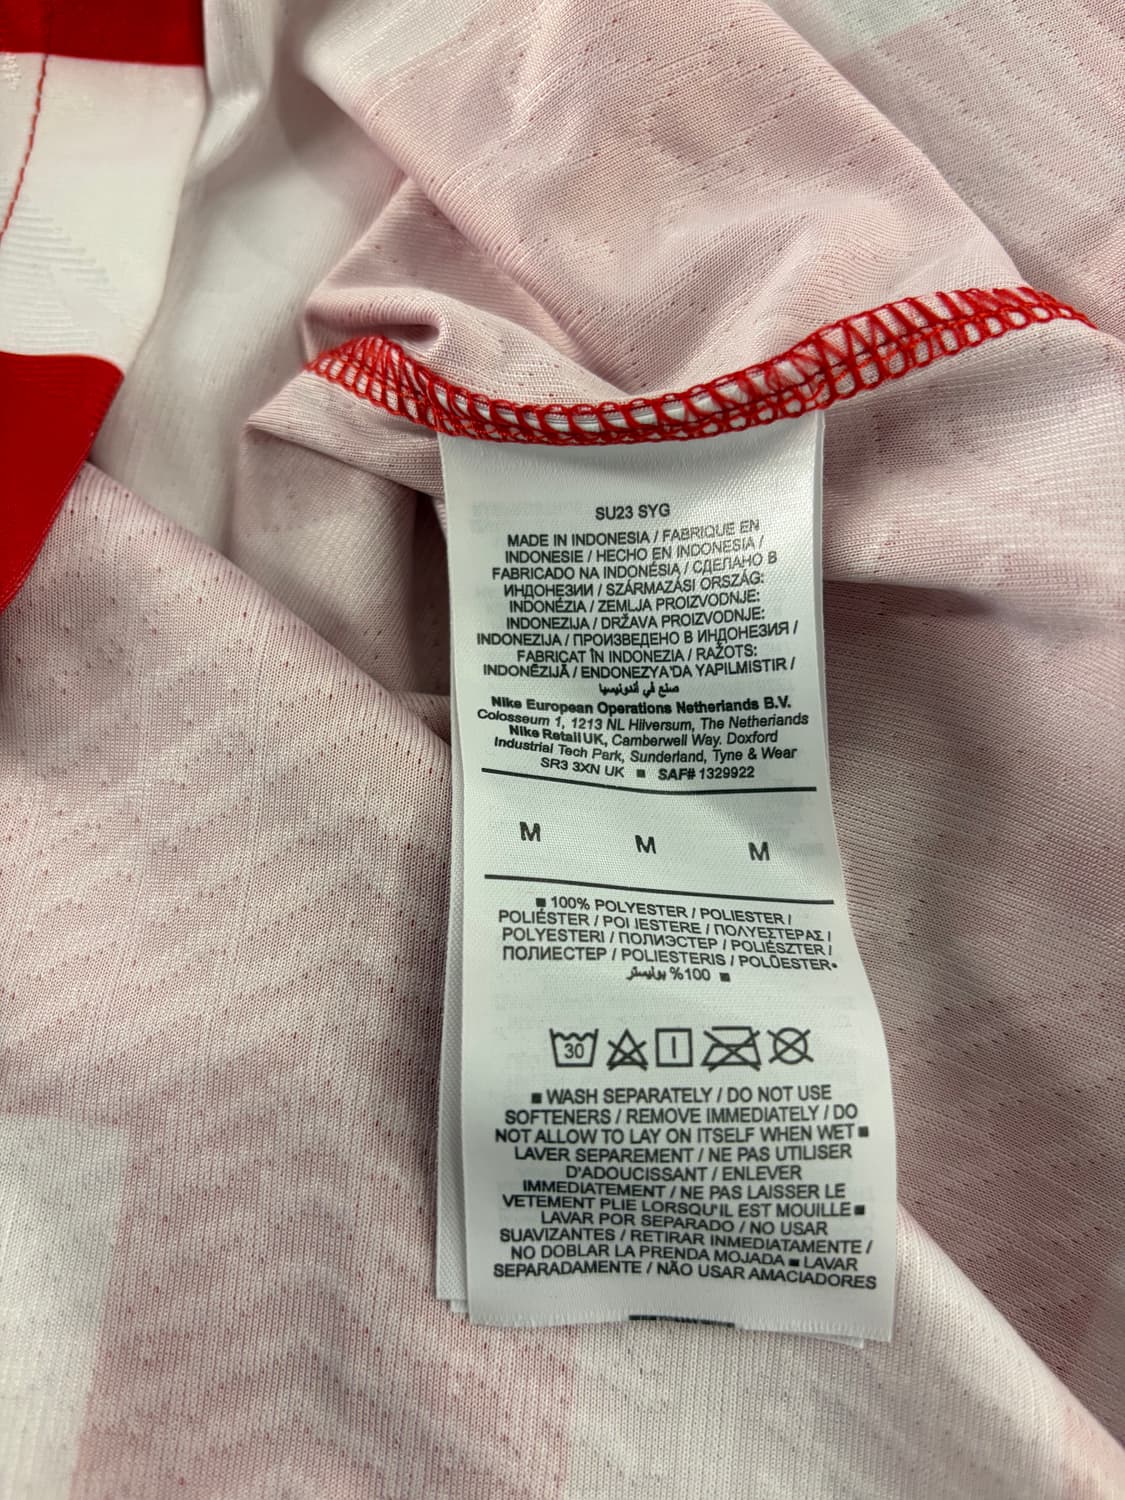 SU23 SYG
MADE IN INDONESIA / FABRIQUE EN
INDONESIE / HECHO EN INDONESIA /
FABRICADO NA INDONÉSIA / СДЕЛАНО В
ИНДОНЕЗИИ / SZÁRMAZÁSI ORSZÁG:
INDONÉZIA / ZEMLJA PROIZVODNJE:
INDONEZIJA / DRŽAVA PROIZVODNJE:
INDONEZIJA / ПРОИЗВЕДЕНО В ИНДОНЕЗИЯ /
FABRICAT ÎN INDONEZIA / RAŽOTS:
INDONĒZIJĀ / ENDONEZYA'DA YAPILMISTIR /
صنع في أندونيسيا
Nike European Operations Netherlands B.V.
Colosseum 1, 1213 NL Hilversum, The Netherlands
Nike Retail UK, Camberwell Way. Doxford
Industrial Tech Park, Sunderland, Tyne & Wear
SR3 3XN UK ■ SAF# 1329922
M M M
■ 100% POLYESTER / POLIESTER /
POLIÉSTER / POLIESTERE / ΠΟΛΥΕΣΤΕΡΑΣ /
POLYESTERI / ПОЛИЭСТЕР / POLIÉSZTER /
ПОЛИЕСТЕР / POLIESTERIS / POLÜESTER•
100% بوليستر ■
30
■ WASH SEPARATELY / DO NOT USE
SOFTENERS / REMOVE IMMEDIATELY / DO
NOT ALLOW TO LAY ON ITSELF WHEN WET ■
LAVER SEPAREMENT / NE PAS UTILISER
D'ADOUCISSANT / ENLEVER
IMMEDIATEMENT / NE PAS LAISSER LE
VETEMENT PLIE LORSQU'IL EST MOUILLE ■
LAVAR POR SEPARADO / NO USAR
SUAVIZANTES / RETIRAR INMEDIATAMENTE /
NO DOBLAR LA PRENDA MOJADA ■ LAVAR
SEPARADAMENTE / NÃO USAR AMACIADORES